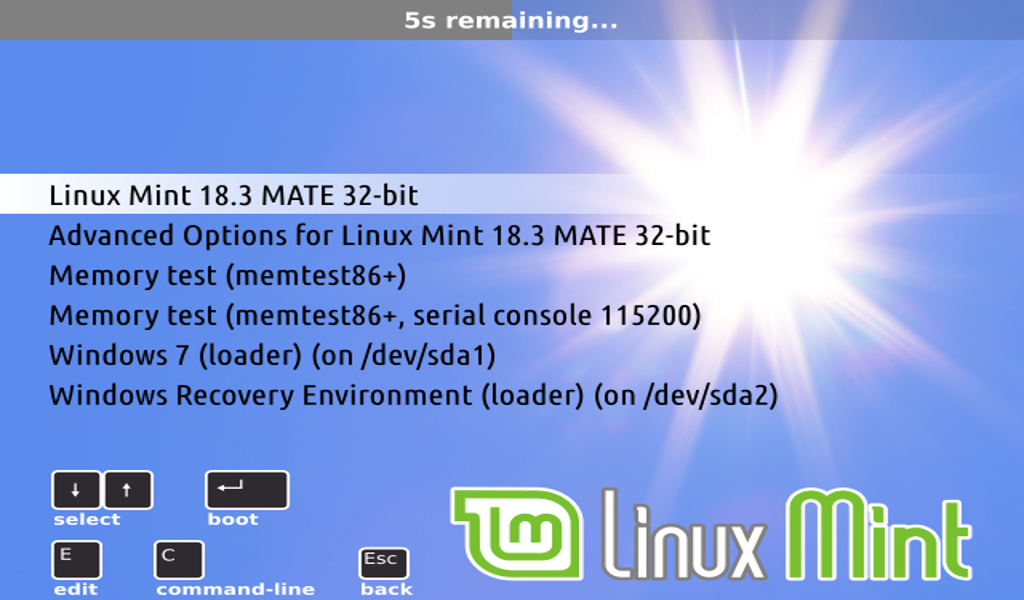 5s remaining...
Linux Mint 18.3 MATE 32-bit
Advanced Options for Linux Mint 18.3 MATE 32-bit
Memory test (memtest86+)
Memory test (memtest86+, serial console 115200)
Windows 7 (loader) (on /dev/sda1)
Windows Recovery Environment (loader) (on /dev/sda2)
↓ ↑
select boot
E C Esc
edit command-line back
lm Linux Mint